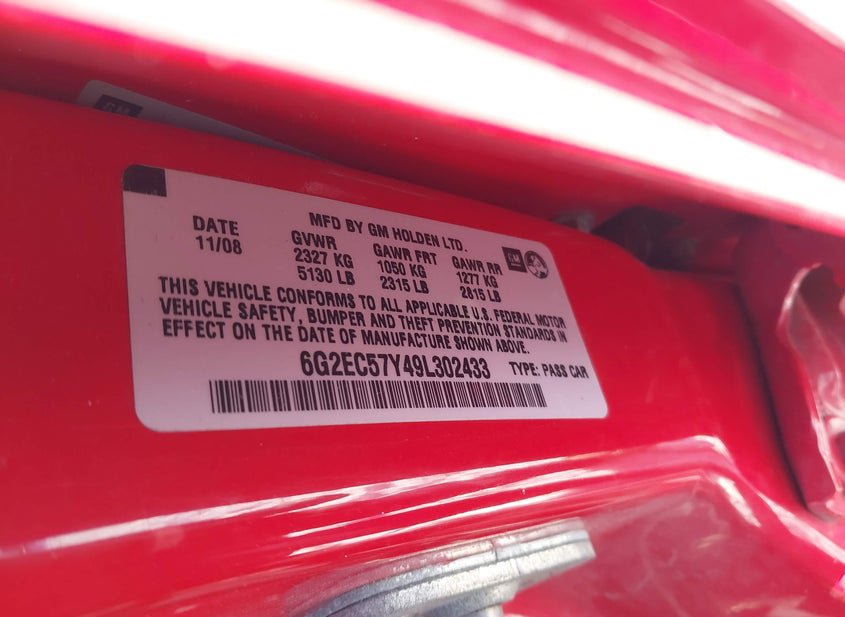 GM
MFD BY GM HOLDEN LTD.
DATE GVWR GAWR FRT GAWR RR GM
11/08 2327 KG 1050 KG 1277 KG
5130 LB 2315 LB 2815 LB
THIS VEHICLE CONFORMS TO ALL APPLICABLE U.S. FEDERAL MOTOR
VEHICLE SAFETY, BUMPER AND THEFT PREVENTION STANDARDS IN
EFFECT ON THE DATE OF MANUFACTURE SHOWN ABOVE.
6G2EC57Y49L302433 TYPE: PASS CAR